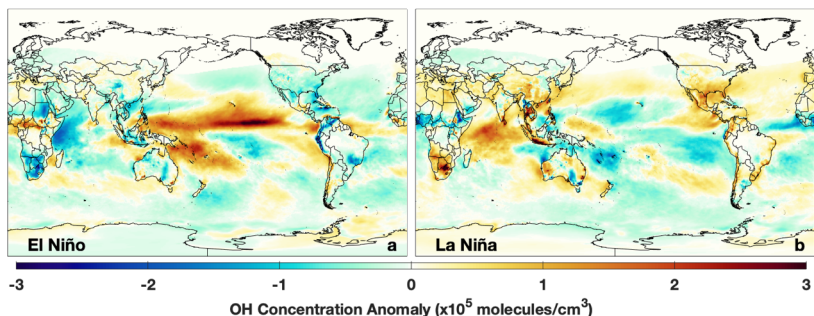 El Niño a La Niña b
-3 -2 -1 0 1 2 3
OH Concentration Anomaly (x10⁵ molecules/cm³)